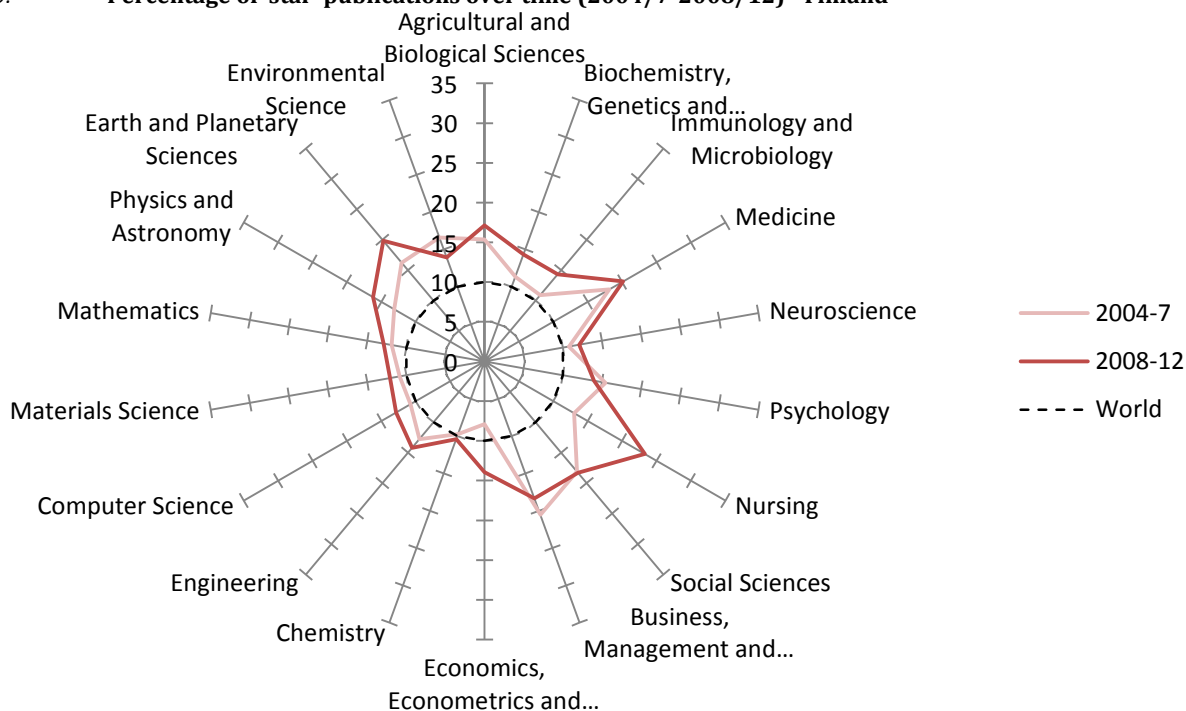 Percentage of 'star' publications over time (2004/7-2008/12) - Finland
Agricultural and
Biological Sciences
Biochemistry,
Genetics and…
Immunology and
Microbiology
Medicine
Neuroscience
Psychology
Nursing
Social Sciences
Business,
Management and…
Economics,
Econometrics and…
Chemistry
Engineering
Computer Science
Materials Science
Mathematics
Physics and
Astronomy
Earth and Planetary
Sciences
Environmental
Science
35
30
25
20
15
10
5
0
2004-7
2008-12
World